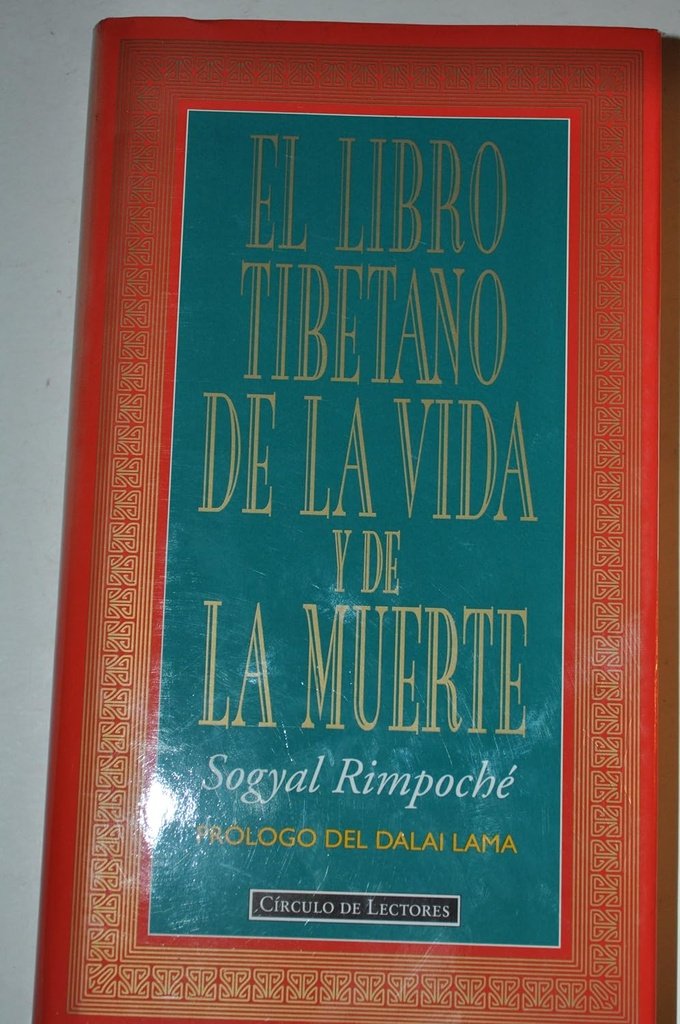 EL LIBRO
TIBETANO
DE LA VIDA
Y DE
LA MUERTE
Sogyal Rimpoché
PRÓLOGO DEL DALAI LAMA
CÍRCULO DE LECTORES